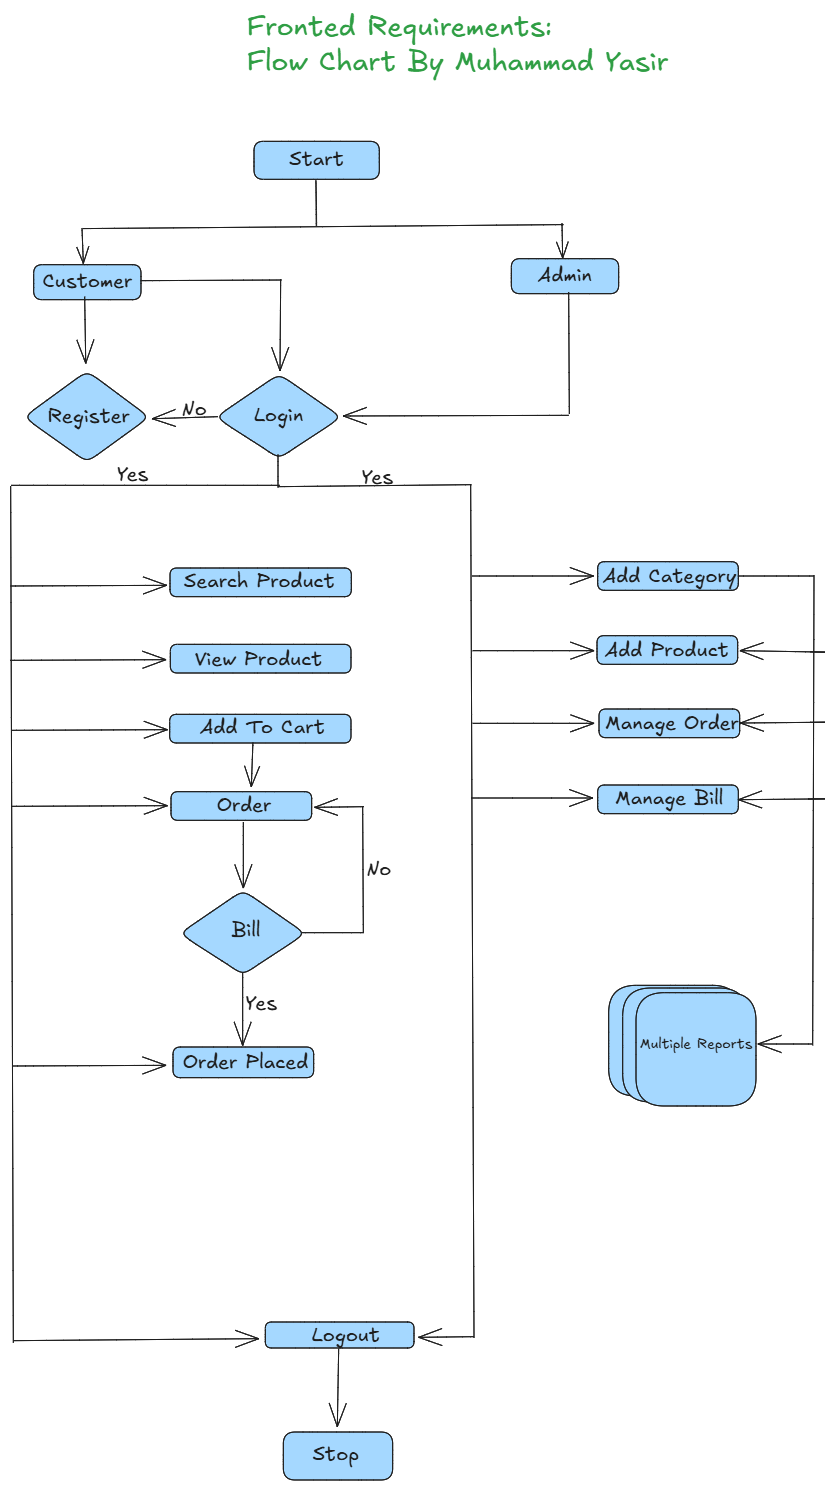 Fronted Requirements:
Flow Chart By Muhammad Yasir
Start
Customer
Admin
Register
No
Login
Yes
Yes
Search Product
Add Category
View Product
Add Product
Add To Cart
Manage Order
Order
Manage Bill
No
Bill
Yes
Order Placed
Multiple Reports
Logout
Stop